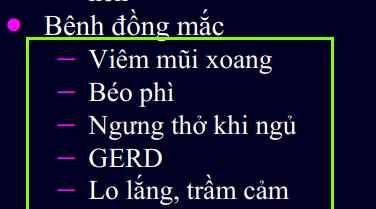 Bệnh đồng mắc
Viêm mũi xoang
Béo phì
Ngưng thở khi ngủ
GERD
Lo lắng, trầm cảm